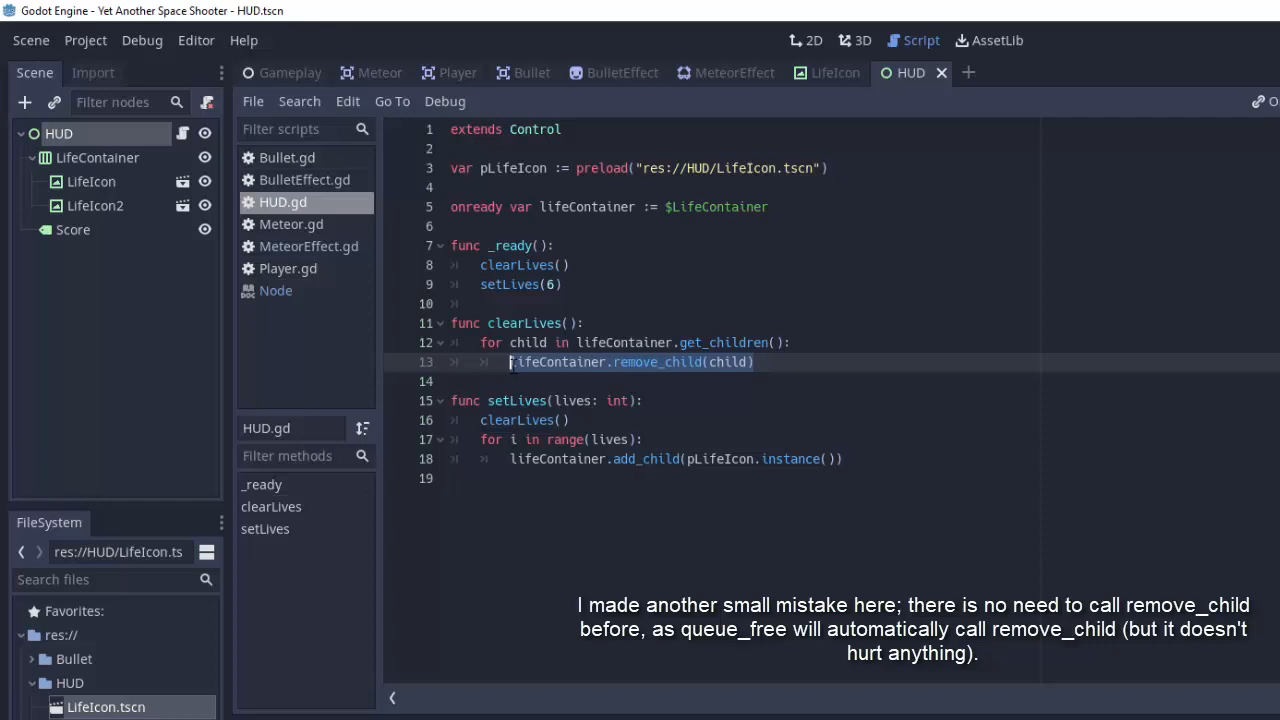 Godot Engine - Yet Another Space Shooter - HUD.tscn
Scene Project Debug Editor Help
2D 3D Script AssetLib
Scene Import
Gameplay Meteor Player Bullet BulletEffect MeteorEffect LifeIcon HUD
Filter nodes
File Search Edit Go To Debug
HUD
LifeContainer
LifeIcon
LifeIcon2
Score
Filter scripts
Bullet.gd
BulletEffect.gd
HUD.gd
Meteor.gd
MeteorEffect.gd
Player.gd
Node
HUD.gd
Filter methods
_ready
clearLives
setLives
1 extends Control
2
3 var pLifeIcon := preload("res://HUD/LifeIcon.tscn")
4
5 onready var lifeContainer := $LifeContainer
6
7 func _ready():
8 clearLives()
9 setLives(6)
10
11 func clearLives():
12 for child in lifeContainer.get_children():
13 lifeContainer.remove_child(child)
14
15 func setLives(lives: int):
16 clearLives()
17 for i in range(lives):
18 lifeContainer.add_child(pLifeIcon.instance())
19
FileSystem
res://HUD/LifeIcon.ts
Search files
Favorites:
res://
Bullet
HUD
LifeIcon.tscn
I made another small mistake here; there is no need to call remove_child
before, as queue_free will automatically call remove_child (but it doesn't
hurt anything).